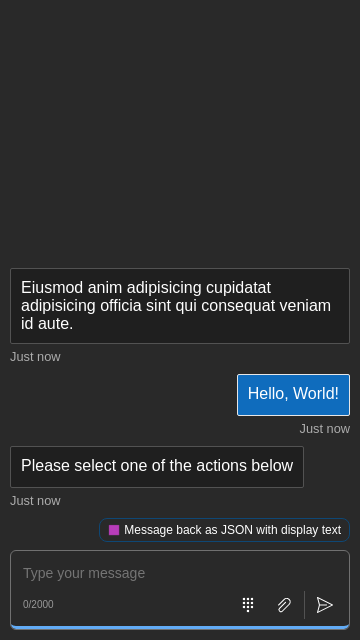 Eiusmod anim adipisicing cupidatat
adipisicing officia sint qui consequat veniam
id aute.
Just now
Hello, World!
Just now
Please select one of the actions below
Just now
Message back as JSON with display text
Type your message
0/2000